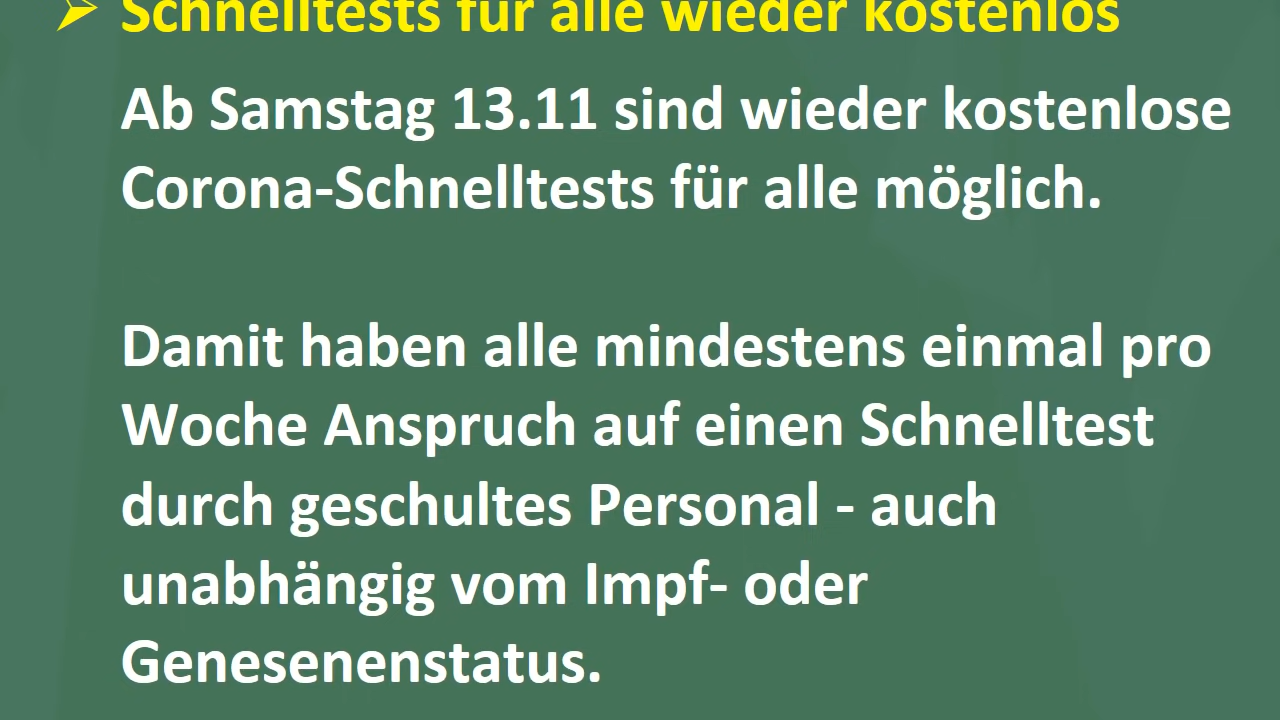 ➢ Schnelltests für alle wieder kostenlos
Ab Samstag 13.11 sind wieder kostenlose
Corona-Schnelltests für alle möglich.
Damit haben alle mindestens einmal pro
Woche Anspruch auf einen Schnelltest
durch geschultes Personal - auch
unabhängig vom Impf- oder
Genesenenstatus.